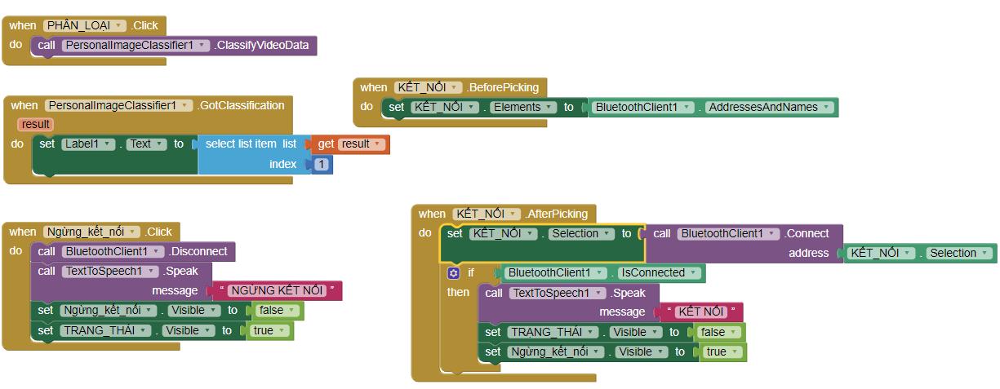 when PHÂN_LOẠI .Click
do call PersonalImageClassifier1 .ClassifyVideoData
when PersonalImageClassifier1 .GotClassification
result
do set Label1 . Text to select list item list get result
index 1
when KẾT_NỐI .BeforePicking
do set KẾT_NỐI . Elements to BluetoothClient1 . AddressesAndNames
when Ngừng_kết_nối .Click
do call BluetoothClient1 .Disconnect
call TextToSpeech1 .Speak
message “ NGỪNG KẾT NỐI ”
set Ngừng_kết_nối . Visible to false
set TRẠNG_THÁI . Visible to true
when KẾT_NỐI .AfterPicking
do set KẾT_NỐI . Selection to call BluetoothClient1 .Connect
address KẾT_NỐI . Selection
if BluetoothClient1 . IsConnected
then call TextToSpeech1 .Speak
message “ KẾT NỐI ”
set TRẠNG_THÁI . Visible to false
set Ngừng_kết_nối . Visible to true